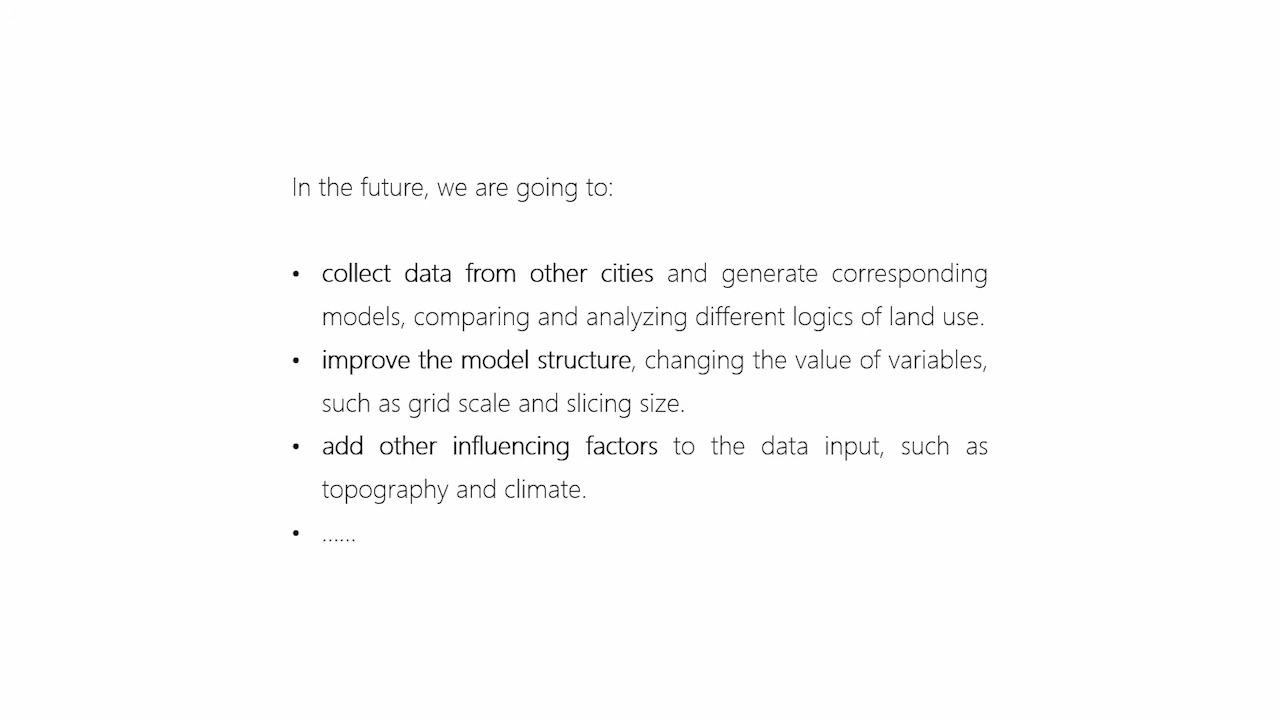 In the future, we are going to:
• collect data from other cities and generate corresponding
models, comparing and analyzing different logics of land use.
• improve the model structure, changing the value of variables,
such as grid scale and slicing size.
• add other influencing factors to the data input, such as
topography and climate.
• ......